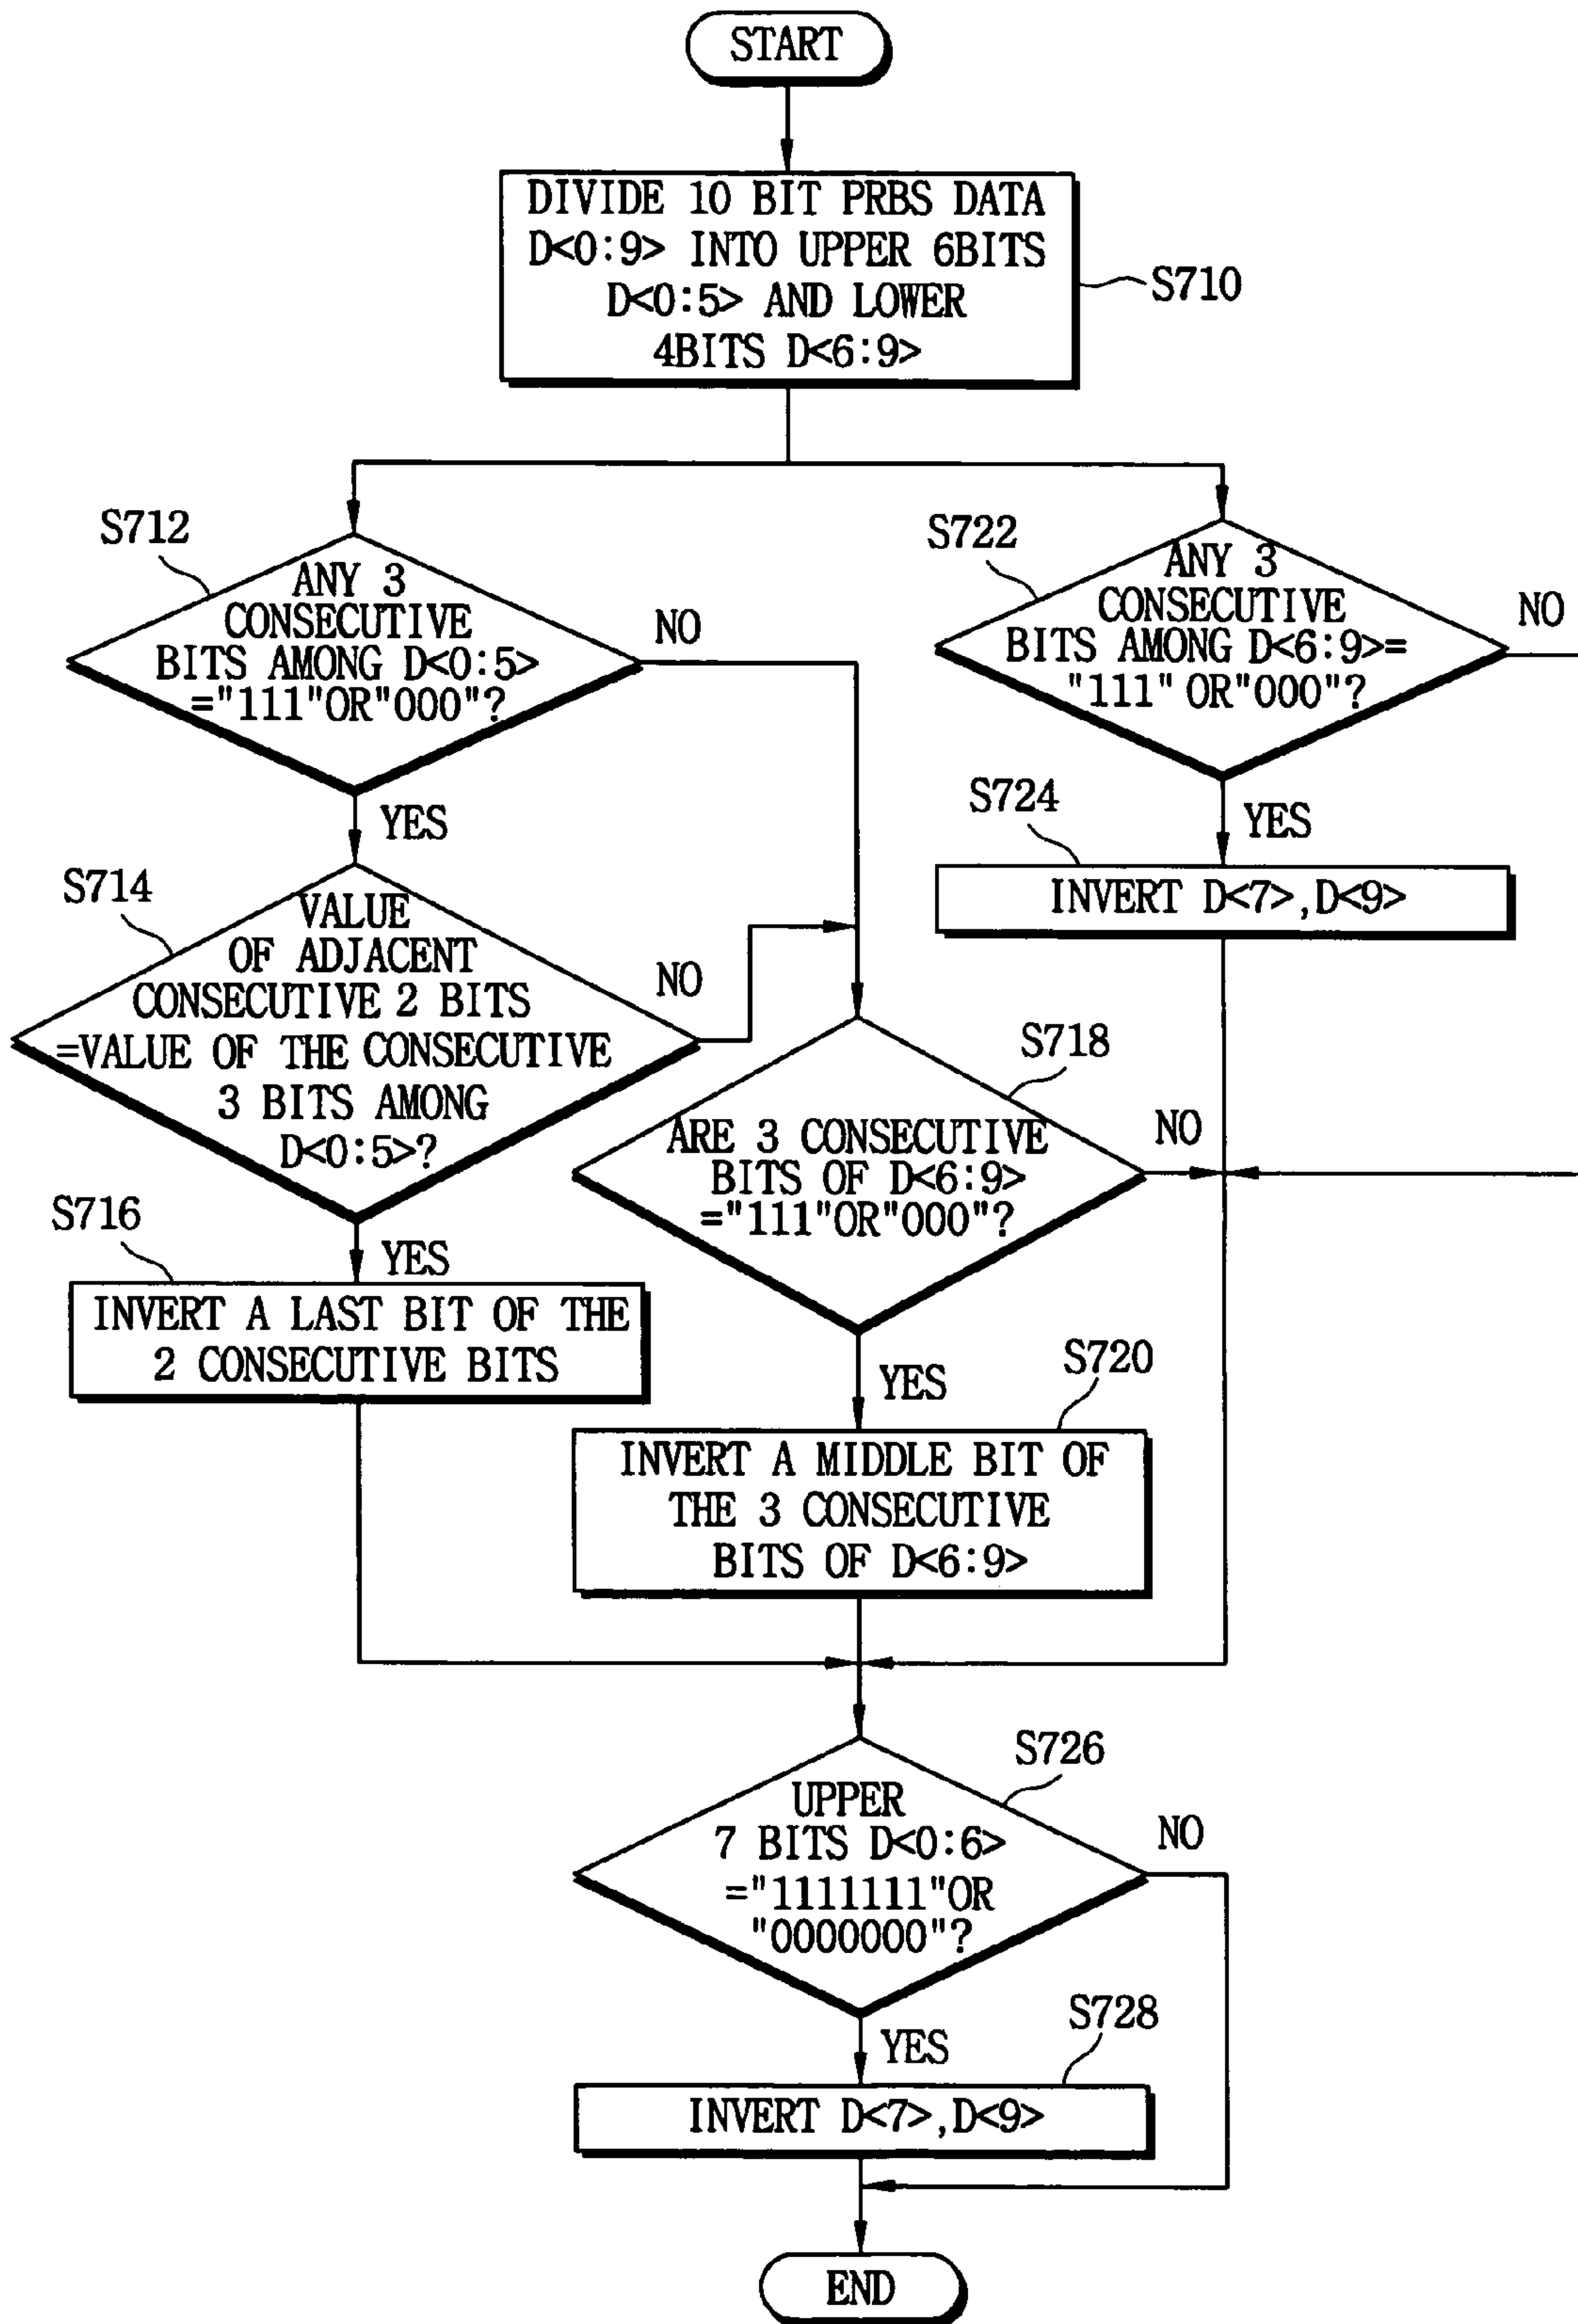 START
DIVIDE 10 BIT PRBS DATA
D<0:9> INTO UPPER 6BITS
D<0:5> AND LOWER
4BITS D<6:9>
S710
S712
ANY 3
CONSECUTIVE
BITS AMONG D<0:5>
="111"OR"000"?
NO
YES
S722
ANY 3
CONSECUTIVE
BITS AMONG D<6:9>=
"111" OR"000"?
NO
YES
S724
INVERT D<7>,D<9>
S714
VALUE
OF ADJACENT
CONSECUTIVE 2 BITS
=VALUE OF THE CONSECUTIVE
3 BITS AMONG
D<0:5>?
NO
YES
S716
INVERT A LAST BIT OF THE
2 CONSECUTIVE BITS
S718
ARE 3 CONSECUTIVE
BITS OF D<6:9>
="111"OR"000"?
NO
YES
S720
INVERT A MIDDLE BIT OF
THE 3 CONSECUTIVE
BITS OF D<6:9>
S726
UPPER
7 BITS D<0:6>
="1111111"OR
"0000000"?
NO
YES
S728
INVERT D<7>,D<9>
END